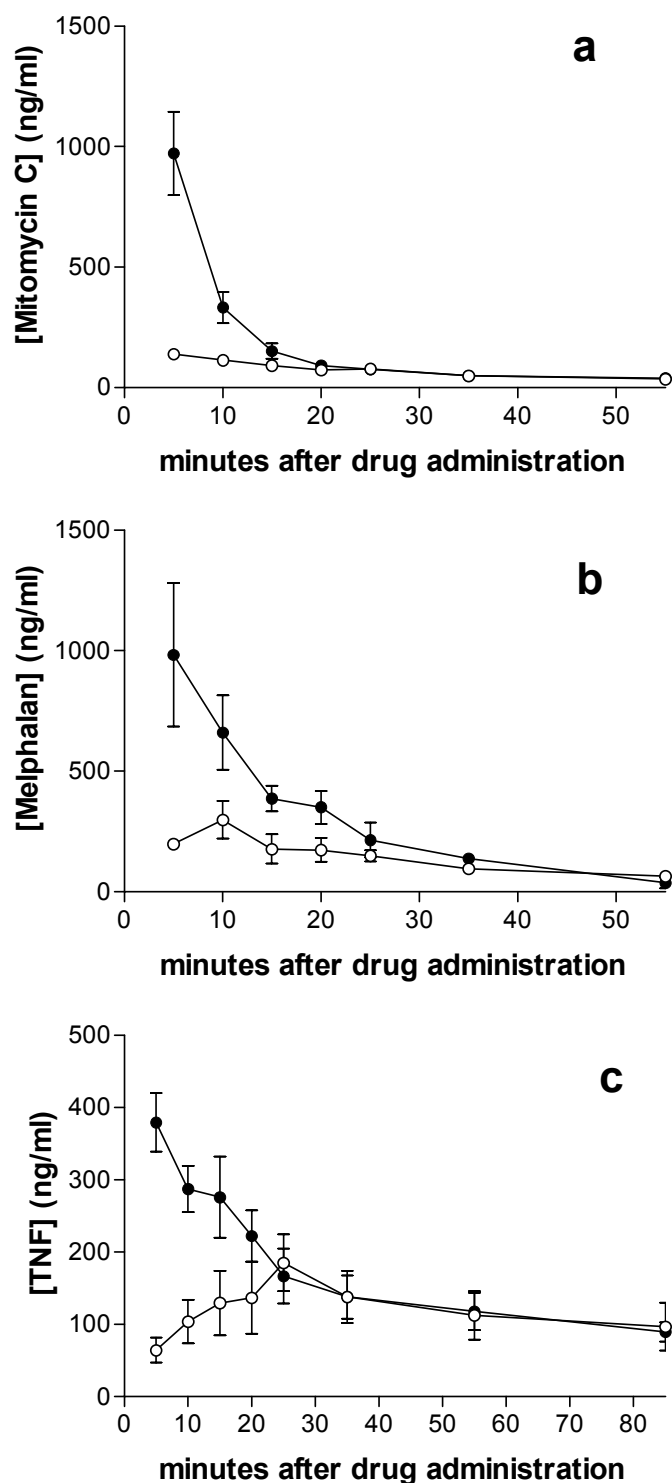 a
[Mitomycin C] (ng/ml)
1500
1000
500
0
0 10 20 30 40 50
minutes after drug administration
b
[Melphalan] (ng/ml)
1500
1000
500
0
0 10 20 30 40 50
minutes after drug administration
c
[TNF] (ng/ml)
500
400
300
200
100
0
0 10 20 30 40 50 60 70 80
minutes after drug administration